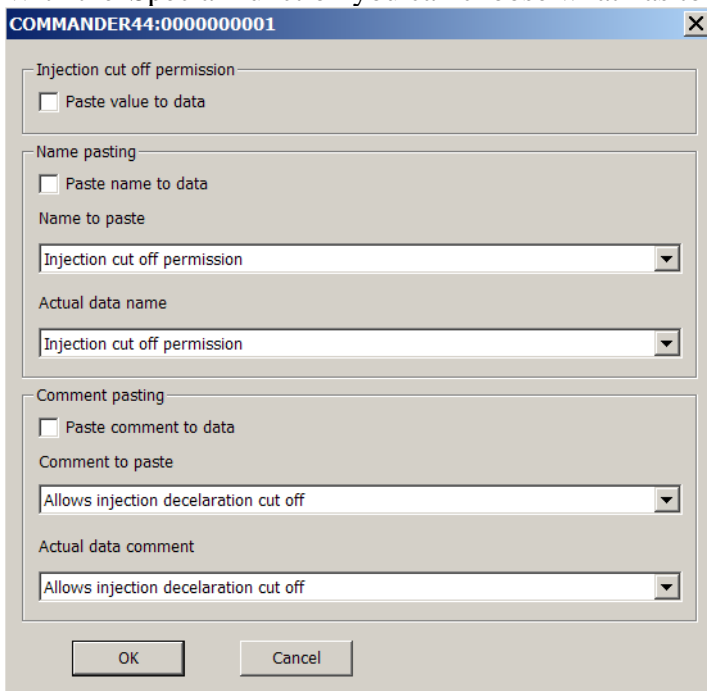 COMMANDER44:0000000001
Injection cut off permission
Paste value to data
Name pasting
Paste name to data
Name to paste
Injection cut off permission
Actual data name
Injection cut off permission
Comment pasting
Paste comment to data
Comment to paste
Allows injection decelaration cut off
Actual data comment
Allows injection decelaration cut off
OK Cancel